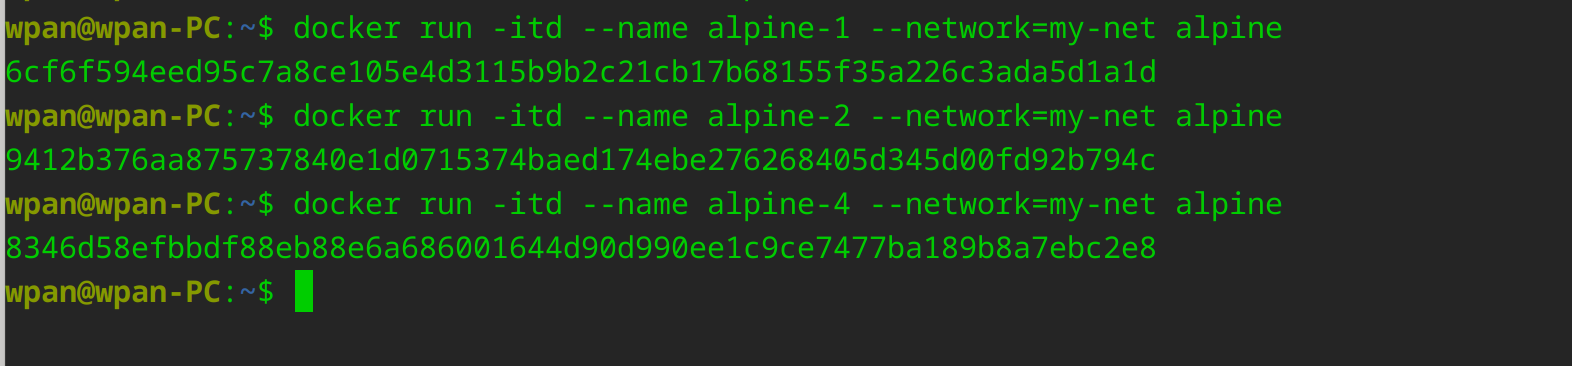 wpan@wpan-PC:~$ docker run -itd --name alpine-1 --network=my-net alpine
6cf6f594eed95c7a8ce105e4d3115b9b2c21cb17b68155f35a226c3ada5d1a1d
wpan@wpan-PC:~$ docker run -itd --name alpine-2 --network=my-net alpine
9412b376aa875737840e1d0715374baed174ebe276268405d345d00fd92b794c
wpan@wpan-PC:~$ docker run -itd --name alpine-4 --network=my-net alpine
8346d58efbbdf88eb88e6a686001644d90d990ee1c9ce7477ba189b8a7ebc2e8
wpan@wpan-PC:~$